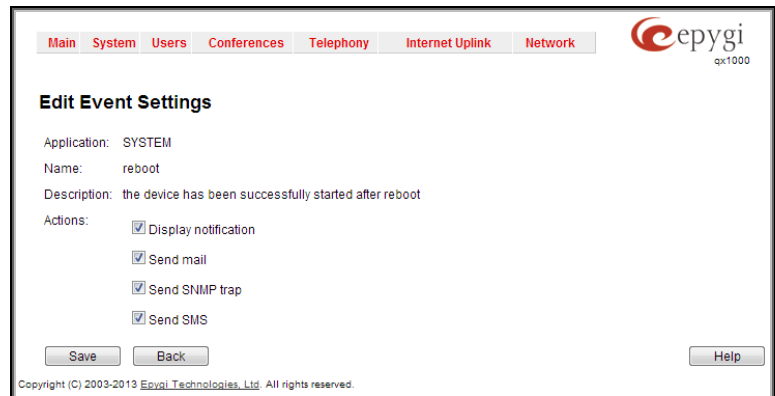 Main System Users Conferences Telephony Internet Uplink Network
epygi
qx1000
Edit Event Settings
Application: SYSTEM
Name: reboot
Description: the device has been successfully started after reboot
Actions:
Display notification
Send mail
Send SNMP trap
Send SMS
Save Back Help
Copyright (C) 2003-2013 Epygi Technologies, Ltd. All rights reserved.